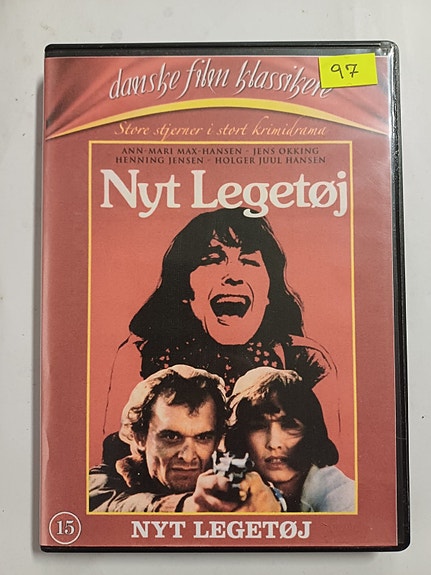 danske film klassikere
97
Store stjerner i stort krimidrama
ANN-MARI MAX-HANSEN - JENS OKKING
HENNING JENSEN - HOLGER JUUL HANSEN
Nyt Legetøj
15
NYT LEGETØJ